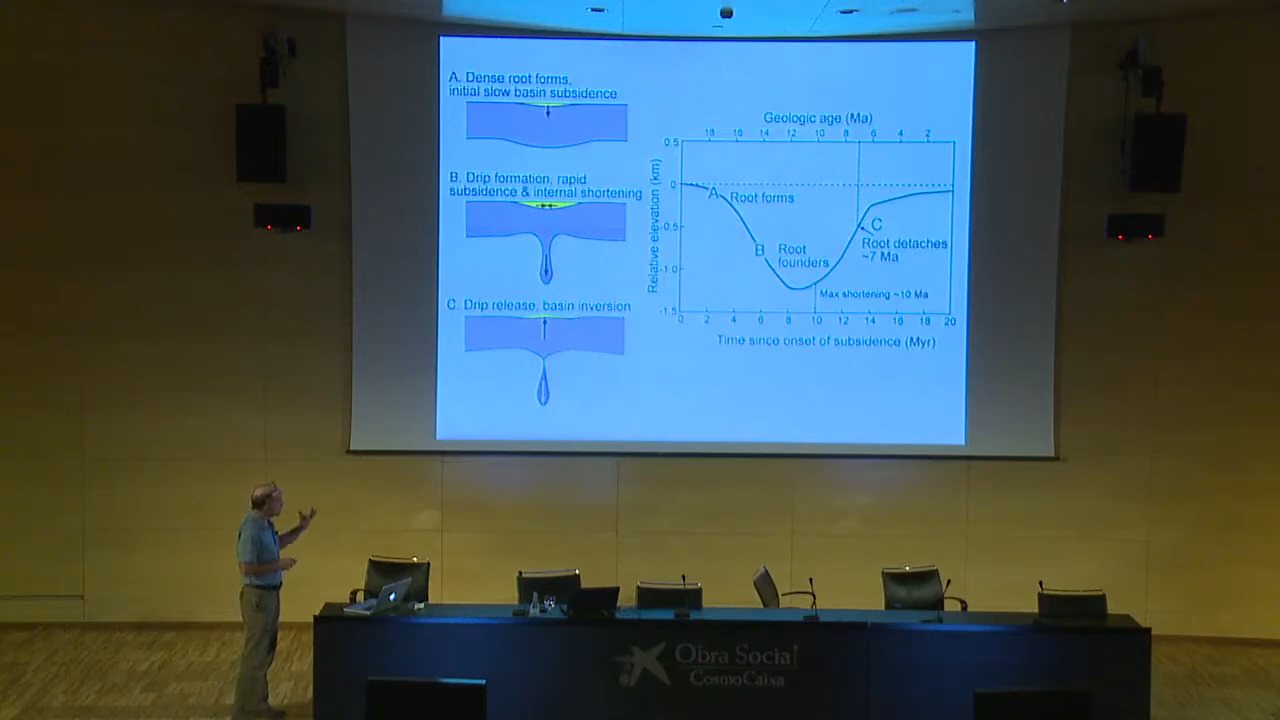 A. Dense root forms,
initial slow basin subsidence
B. Drip formation, rapid
subsidence & internal shortening
C. Drip release, basin inversion
Geologic age (Ma)
18 16 14 12 10 8 6 4 2
Relative elevation (km)
0.5
0
-0.5
-1.0
-1.5
A
Root forms
B
Root
founders
C
Root detaches
~7 Ma
Max shortening ~10 Ma
0 2 4 6 8 10 12 14 16 18 20
Time since onset of subsidence (Myr)
Obra Social
CosmoCaixa